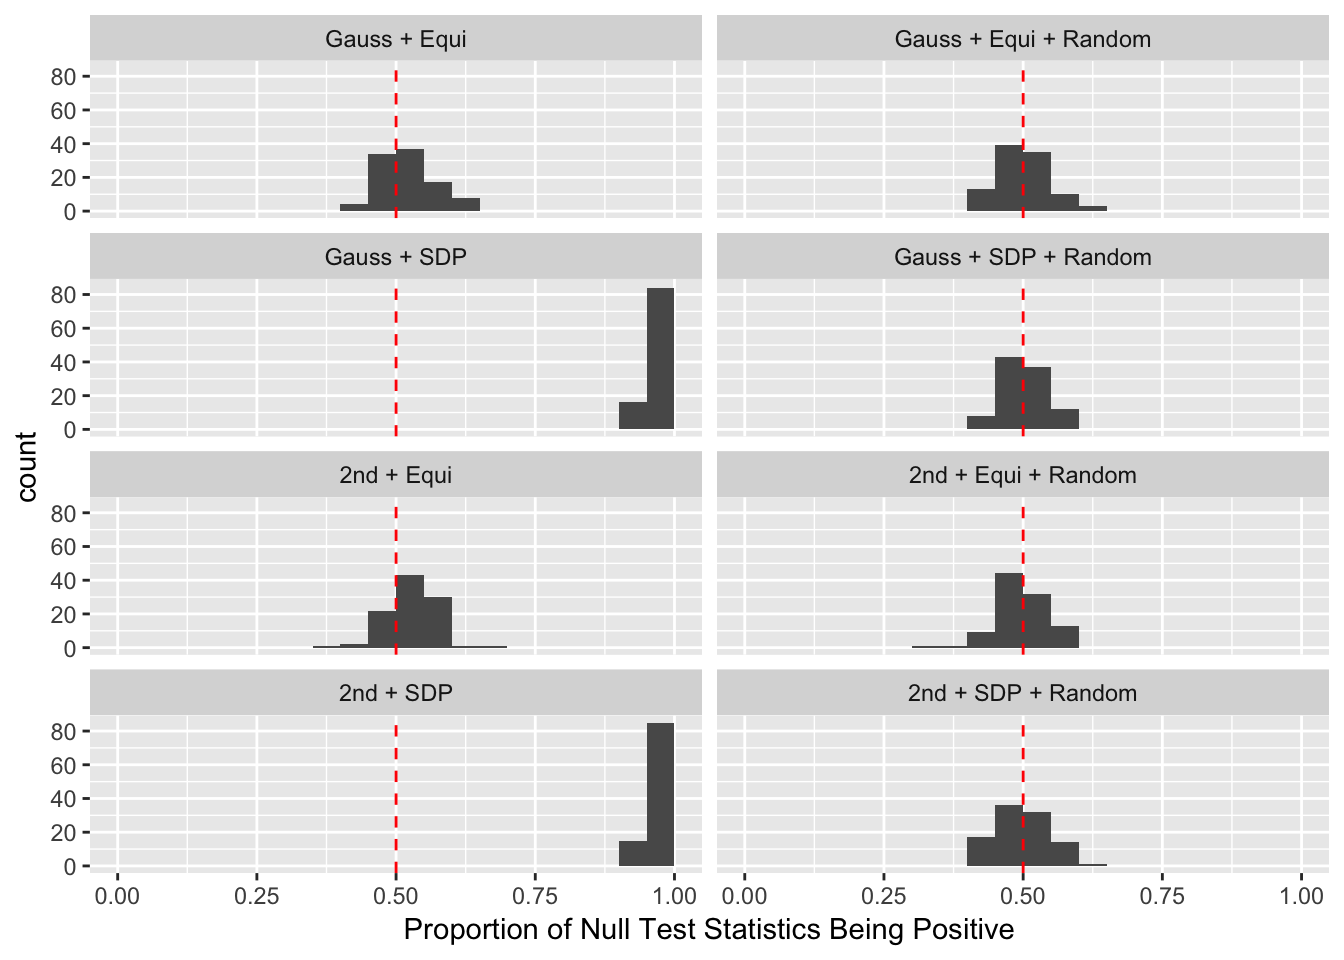 Gauss + Equi
Gauss + Equi + Random
80
60
40
20
0
Gauss + SDP
Gauss + SDP + Random
80
60
40
20
0
count
2nd + Equi
2nd + Equi + Random
80
60
40
20
0
2nd + SDP
2nd + SDP + Random
80
60
40
20
0
0.00 0.25 0.50 0.75 1.00 0.00 0.25 0.50 0.75 1.00
Proportion of Null Test Statistics Being Positive